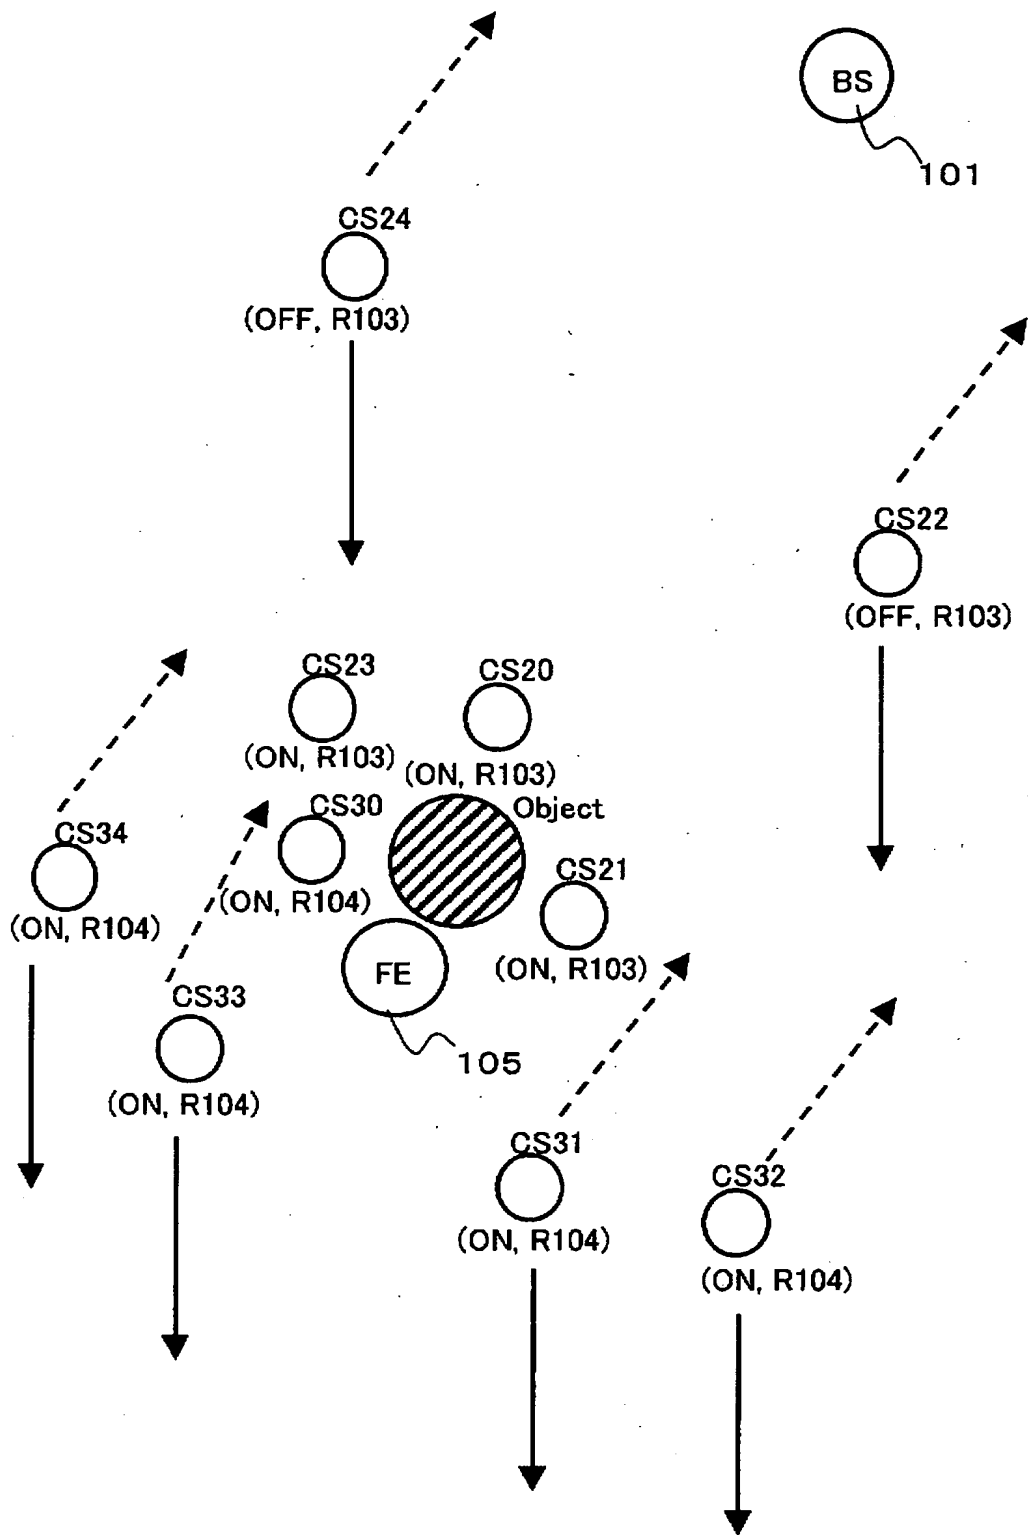 BS
101
CS24
(OFF, R103)
CS22
(OFF, R103)
CS23
(ON, R103)
CS20
(ON, R103)
Object
CS30
(ON, R104)
CS34
(ON, R104)
CS21
(ON, R103)
FE
105
CS33
(ON, R104)
CS31
(ON, R104)
CS32
(ON, R104)